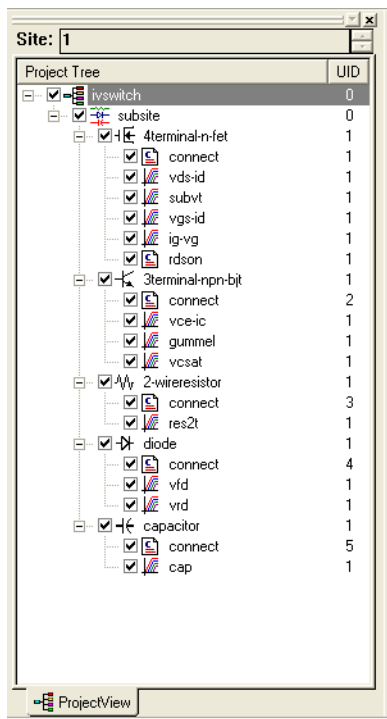 Site: 1
Project Tree UID
ivswitch 0
subsite 0
4terminal-n-fet 1
connect 1
vds-id 1
subvt 1
vgs-id 1
ig-vg 1
rdson 1
3terminal-npn-bjt 1
connect 2
vce-ic 1
gummel 1
vcsat 1
2-wireresistor 1
connect 3
res2t 1
diode 1
connect 4
vfd 1
vrd 1
capacitor 1
connect 5
cap 1
ProjectView